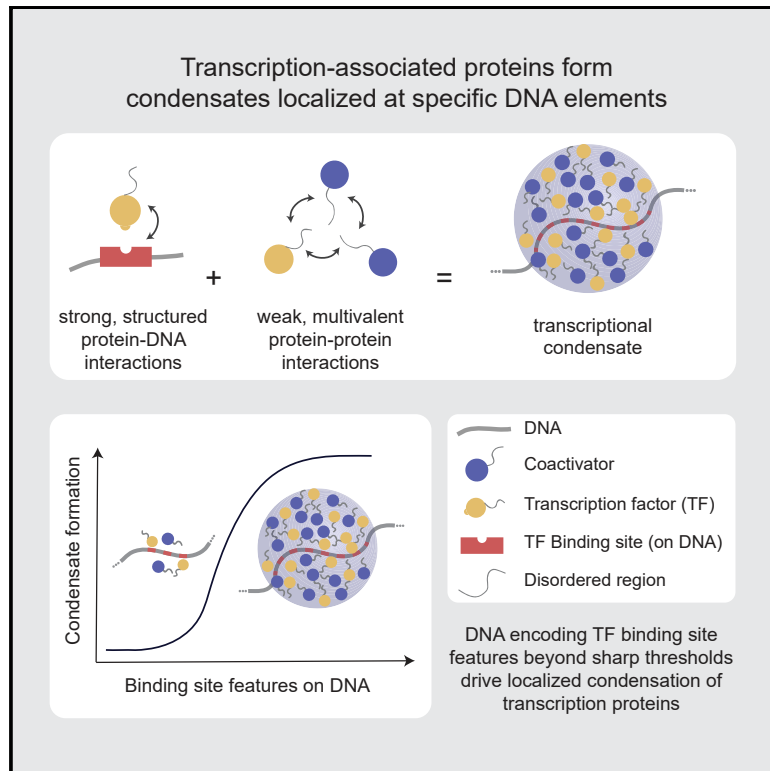 Transcription-associated proteins form
condensates localized at specific DNA elements
+
=
strong, structured
protein-DNA
interactions
weak, multivalent
protein-protein
interactions
transcriptional
condensate
Condensate formation
Binding site features on DNA
DNA
Coactivator
Transcription factor (TF)
TF Binding site (on DNA)
Disordered region
DNA encoding TF binding site
features beyond sharp thresholds
drive localized condensation of
transcription proteins